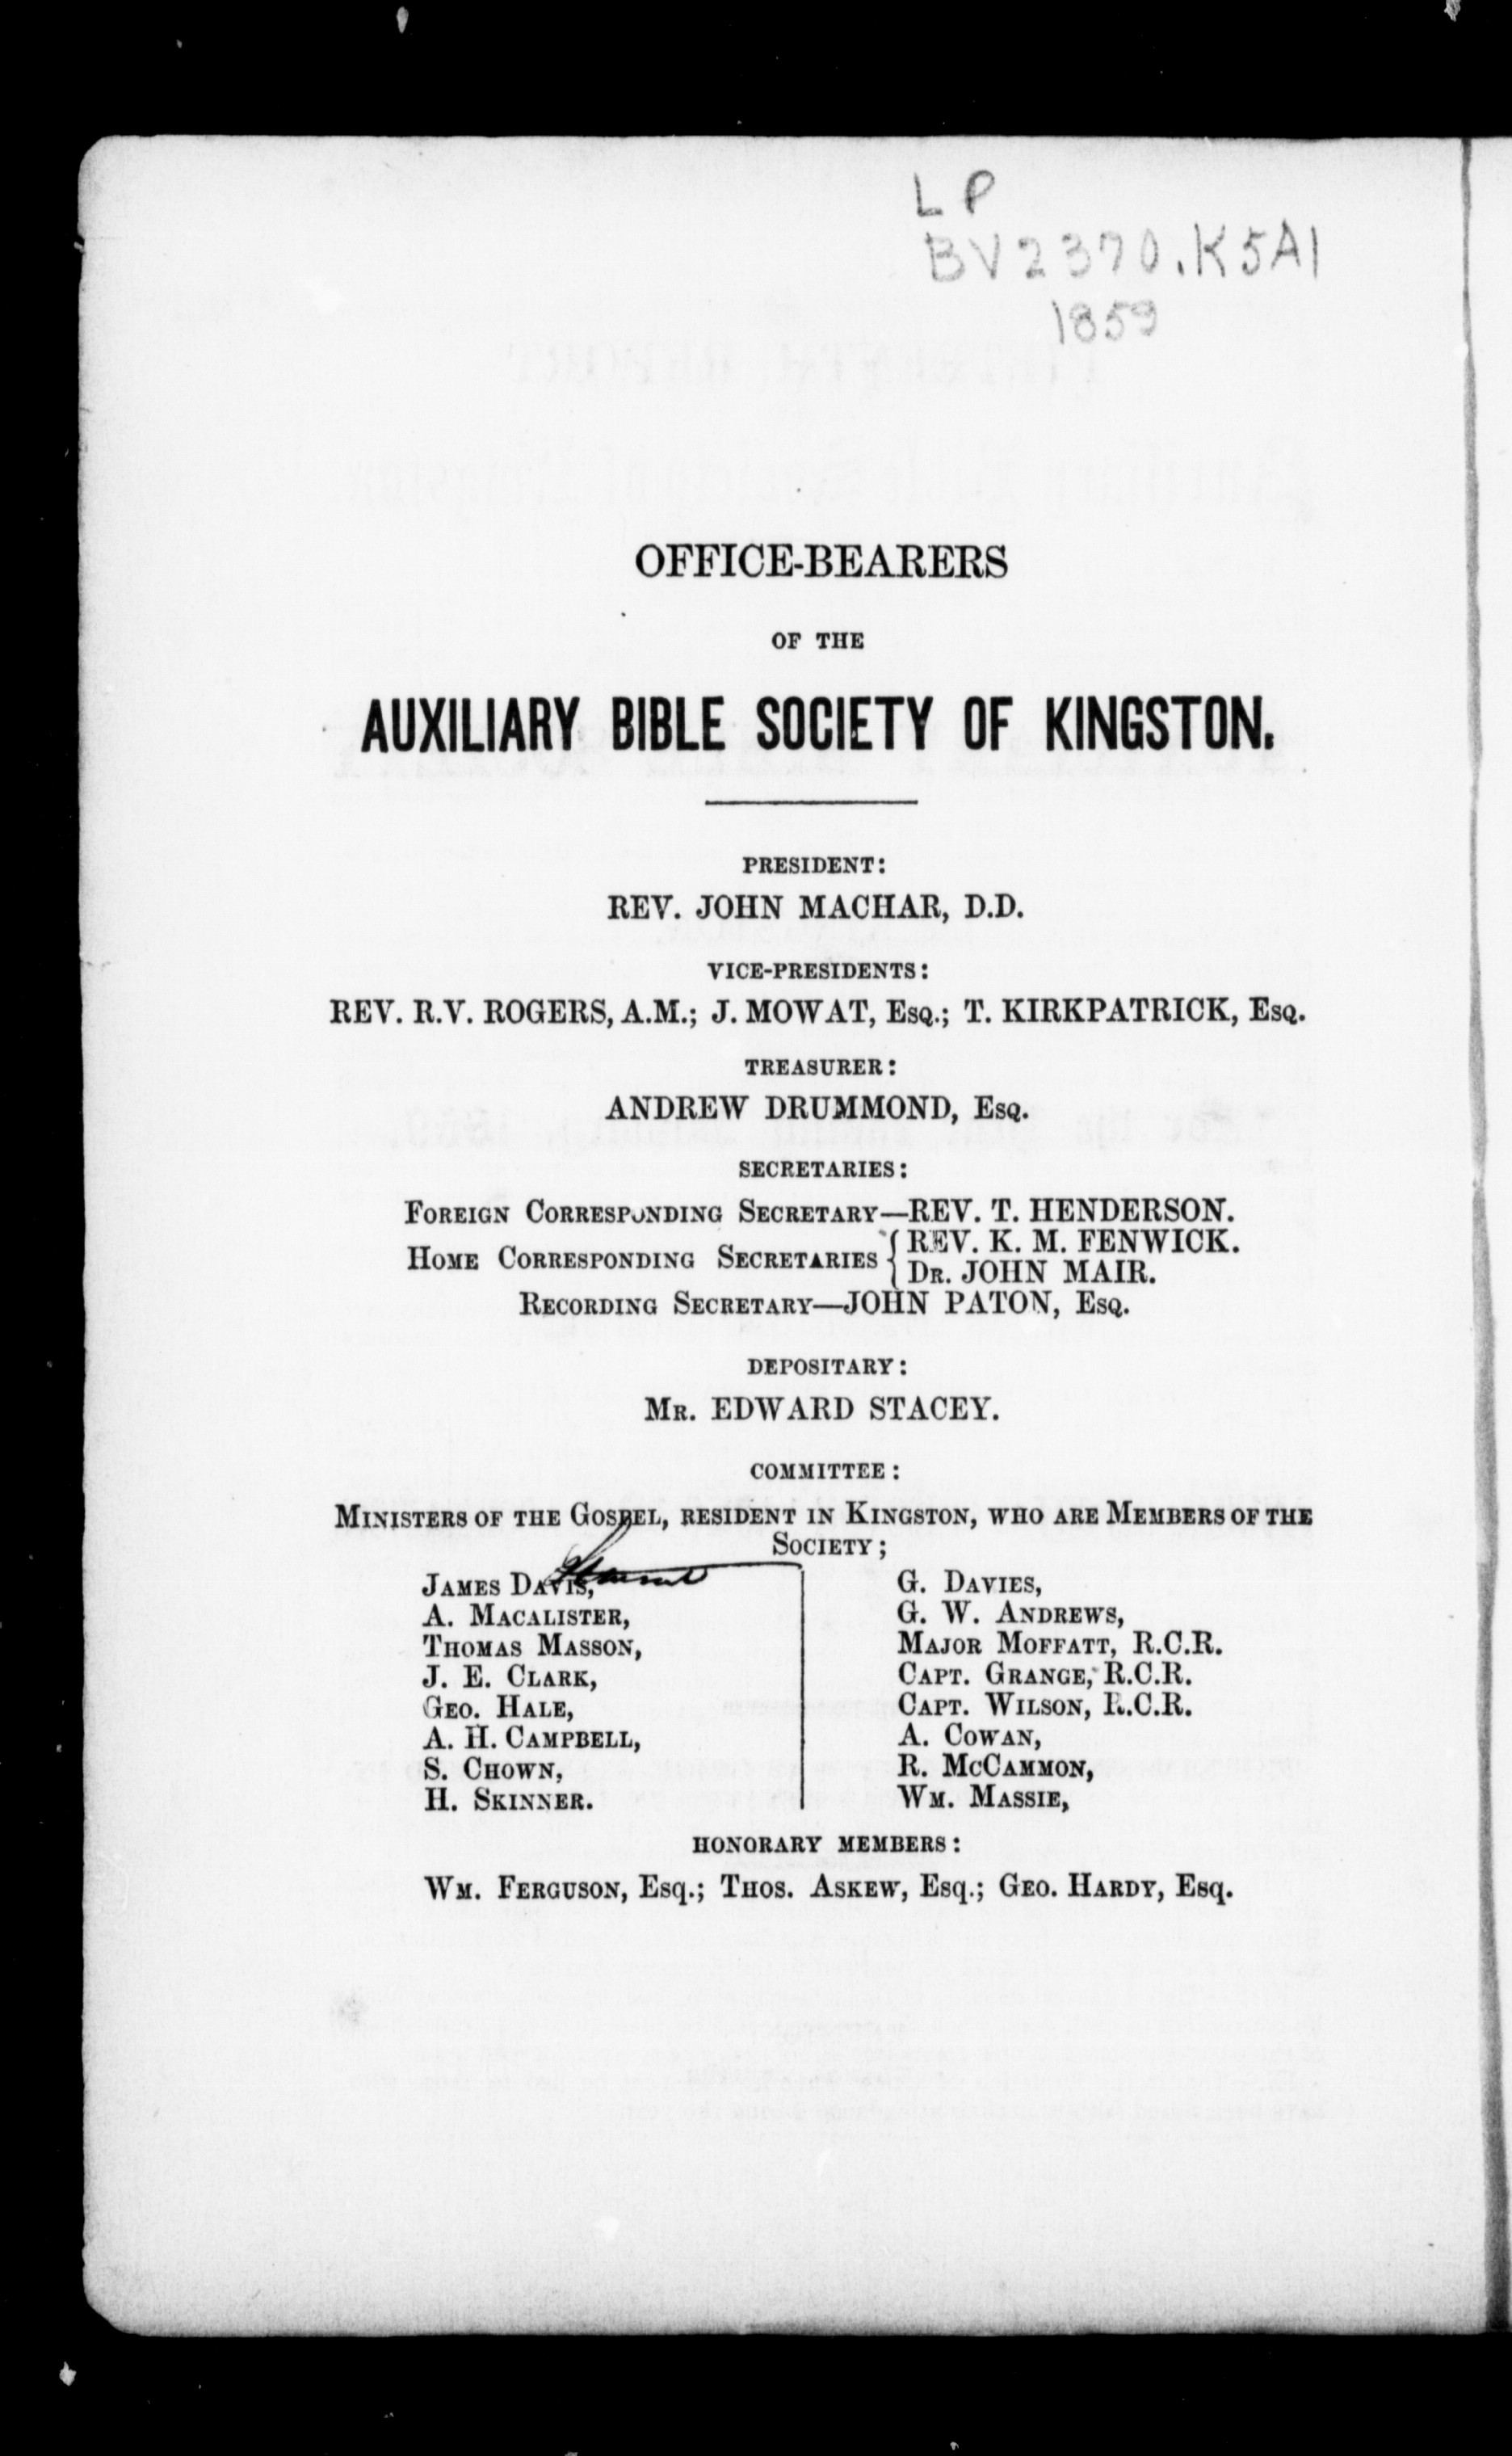 LP
BV2370.K5A1
1859
OFFICE-BEARERS
OF THE
AUXILIARY BIBLE SOCIETY OF KINGSTON.
PRESIDENT:
REV. JOHN MACHAR, D.D.
VICE-PRESIDENTS:
REV. R.V. ROGERS, A.M.; J. MOWAT, ESQ.; T. KIRKPATRICK, ESQ.
TREASURER:
ANDREW DRUMMOND, ESQ.
SECRETARIES:
FOREIGN CORRESPONDING SECRETARY—REV. T. HENDERSON.
HOME CORRESPONDING SECRETARIES { REV. K. M. FENWICK.
DR. JOHN MAIR.
RECORDING SECRETARY—JOHN PATON, ESQ.
DEPOSITARY:
MR. EDWARD STACEY.
COMMITTEE:
MINISTERS OF THE GOSPEL, RESIDENT IN KINGSTON, WHO ARE MEMBERS OF THE
SOCIETY;
JAMES DAVIS,
A. MACALISTER,
THOMAS MASSON,
J. E. CLARK,
GEO. HALE,
A. H. CAMPBELL,
S. CHOWN,
H. SKINNER.
G. DAVIES,
G. W. ANDREWS,
MAJOR MOFFATT, R.C.R.
CAPT. GRANGE, R.C.R.
CAPT. WILSON, R.C.R.
A. COWAN,
R. MCCAMMON,
WM. MASSIE,
HONORARY MEMBERS:
WM. FERGUSON, Esq.; THOS. ASKEW, Esq.; GEO. HARDY, Esq.